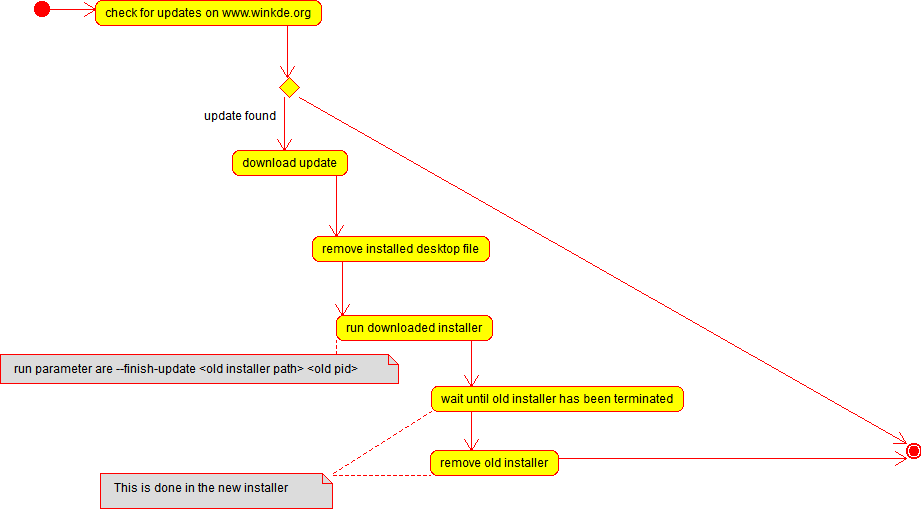 check for updates on www.winkde.org
update found
download update
remove installed desktop file
run downloaded installer
run parameter are --finish-update <old installer path> <old pid>
wait until old installer has been terminated
remove old installer
This is done in the new installer